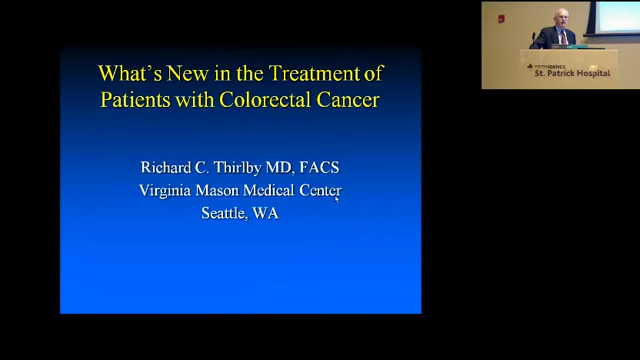 What's New in the Treatment of
Patients with Colorectal Cancer
Richard C. Thirlby MD, FACS
Virginia Mason Medical Center
Seattle, WA
PROVIDENCE
St. Patrick Hospital